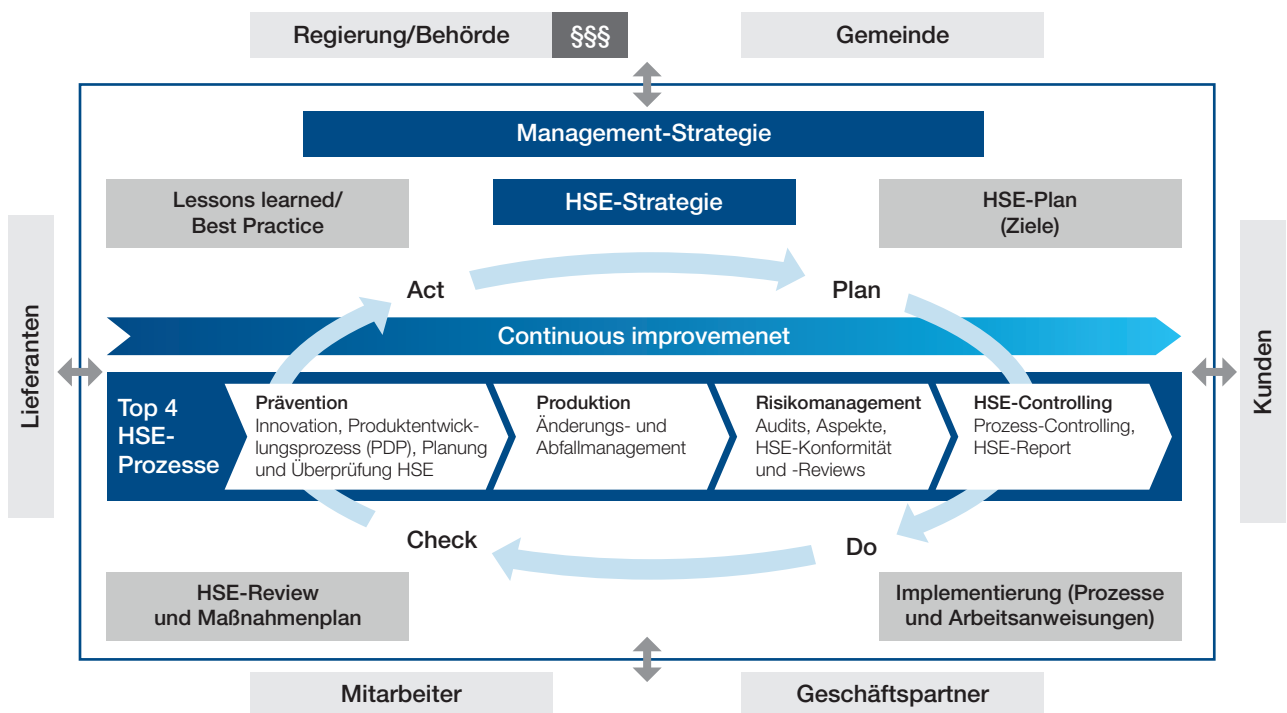 Regierung/Behörde
§§§
Gemeinde
Management-Strategie
Lessons learned/
Best Practice
HSE-Strategie
HSE-Plan
(Ziele)
Lieferanten
Kunden
Act
Plan
Continuous improvemenet
Top 4
HSE-
Prozesse
Prävention
Innovation, Produktentwick-
lungsprozess (PDP), Planung
und Überprüfung HSE
Produktion
Änderungs- und
Abfallmanagement
Risikomanagement
Audits, Aspekte,
HSE-Konformität
und -Reviews
HSE-Controlling
Prozess-Controlling,
HSE-Report
Check
Do
HSE-Review
und Maßnahmenplan
Implementierung (Prozesse
und Arbeitsanweisungen)
Mitarbeiter
Geschäftspartner